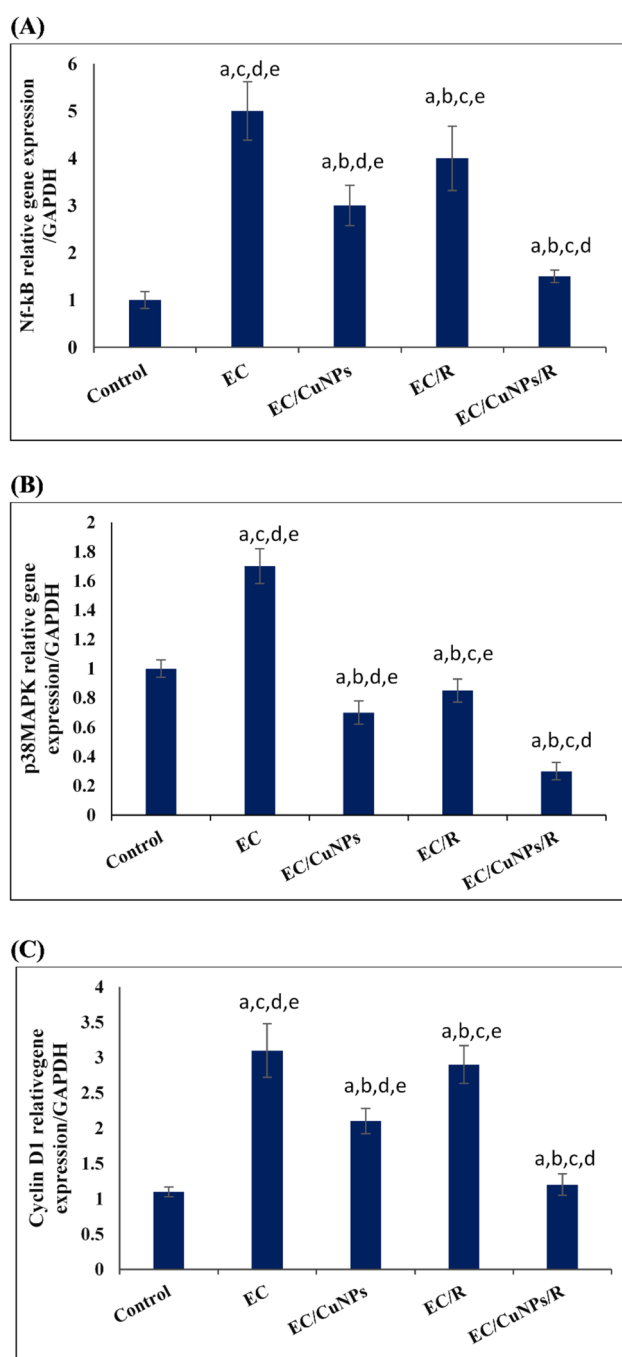 (A)
Nf-kB relative gene expression
/GAPDH
6
5
4
3
2
1
0
a,c,d,e
a,b,d,e
a,b,c,e
a,b,c,d
Control
EC
EC/CuNPs
EC/R
EC/CuNPs/R
(B)
p38MAPK relative gene
expression/GAPDH
2
1.8
1.6
1.4
1.2
1
0.8
0.6
0.4
0.2
0
a,c,d,e
a,b,d,e
a,b,c,e
a,b,c,d
Control
EC
EC/CuNPs
EC/R
EC/CuNPs/R
(C)
Cyclin D1 relativegene
expression/GAPDH
4
3.5
3
2.5
2
1.5
1
0.5
0
a,c,d,e
a,b,d,e
a,b,c,e
a,b,c,d
Control
EC
EC/CuNPs
EC/R
EC/CuNPs/R